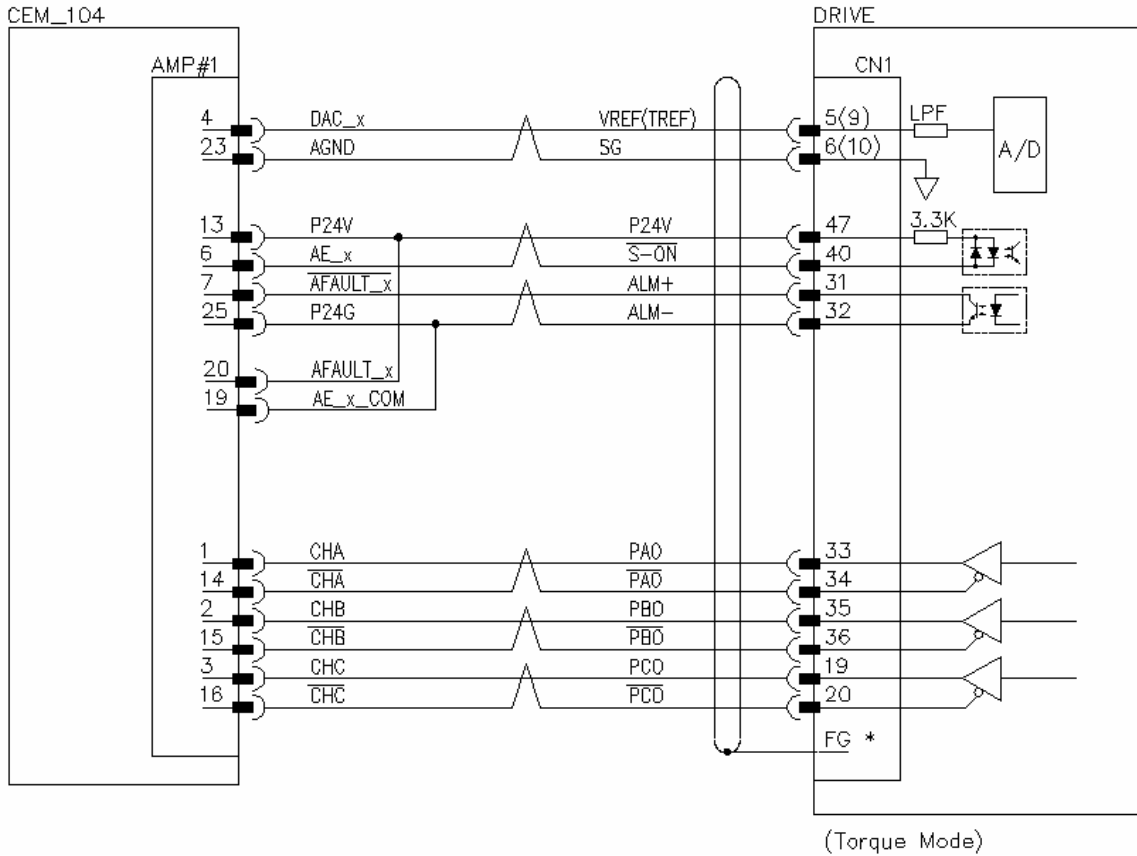 CEM_104 DRIVE
AMP#1 CN1
4 DAC_x VREF(TREF) 5(9) LPF
23 AGND SG 6(10) A/D
13 P24V P24V 47 3.3K
6 AE_x S-ON 40
7 AFAULT_x ALM+ 31
25 P24G ALM- 32
20 AFAULT_x
19 AE_x_COM
1 CHA PAO 33
14 CHA PAO 34
2 CHB PBO 35
15 CHB PBO 36
3 CHC PCO 19
16 CHC PCO 20
FG *
(Torque Mode)